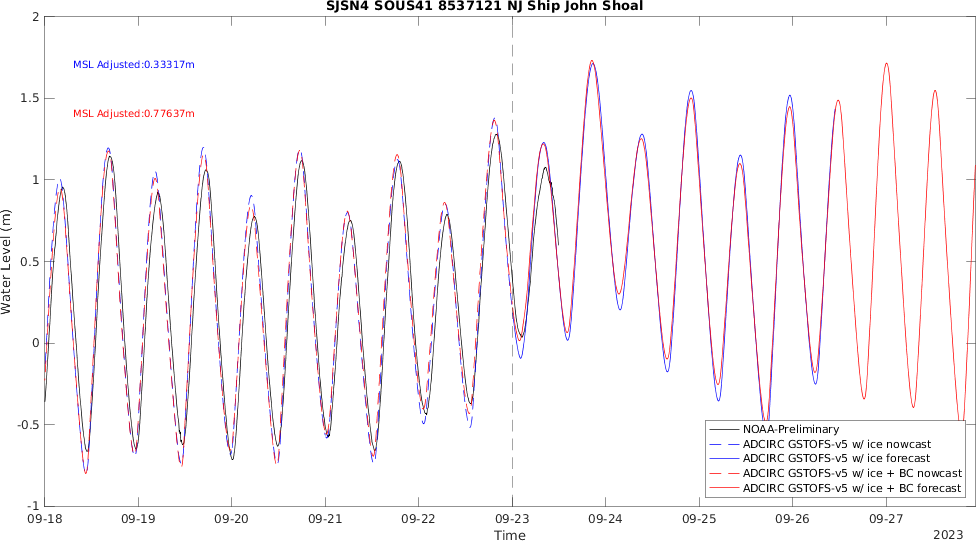 SJSN4 SOUS41 8537121 NJ Ship John Shoal
2
1.5
1
0.5
0
-0.5
-1
Water Level (m)
MSL Adjusted:0.33317m
MSL Adjusted:0.77637m
NOAA-Preliminary
ADCIRC GSTOFS-v5 w/ ice nowcast
ADCIRC GSTOFS-v5 w/ ice forecast
ADCIRC GSTOFS-v5 w/ ice + BC nowcast
ADCIRC GSTOFS-v5 w/ ice + BC forecast
09-18 09-19 09-20 09-21 09-22 09-23 09-24 09-25 09-26 09-27
Time
2023